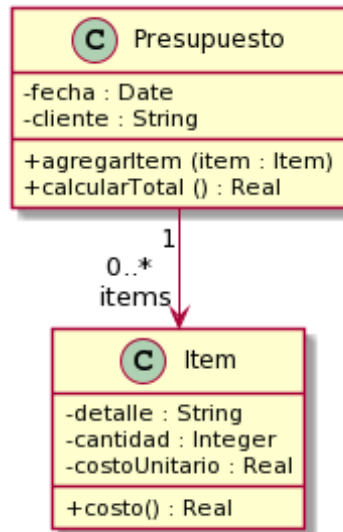 C Presupuesto
-fecha : Date
-cliente : String
+agregarItem (item : Item)
+calcularTotal () : Real
1
0..*
items
C Item
-detalle : String
-cantidad : Integer
-costoUnitario : Real
+costo() : Real